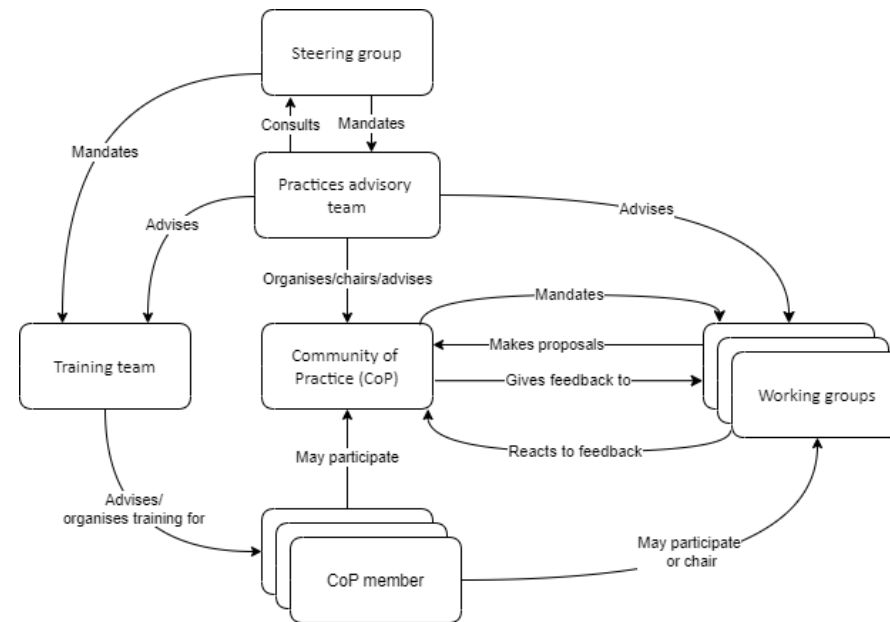 Steering group
Consults
Mandates
Mandates
Practices advisory
team
Advises
Advises
Organises/chairs/advises
Mandates
Training team
Community of
Practice (CoP)
Makes proposals
Gives feedback to
Working groups
Reacts to feedback
May participate
Advises/
organises training for
May participate
or chair
CoP member